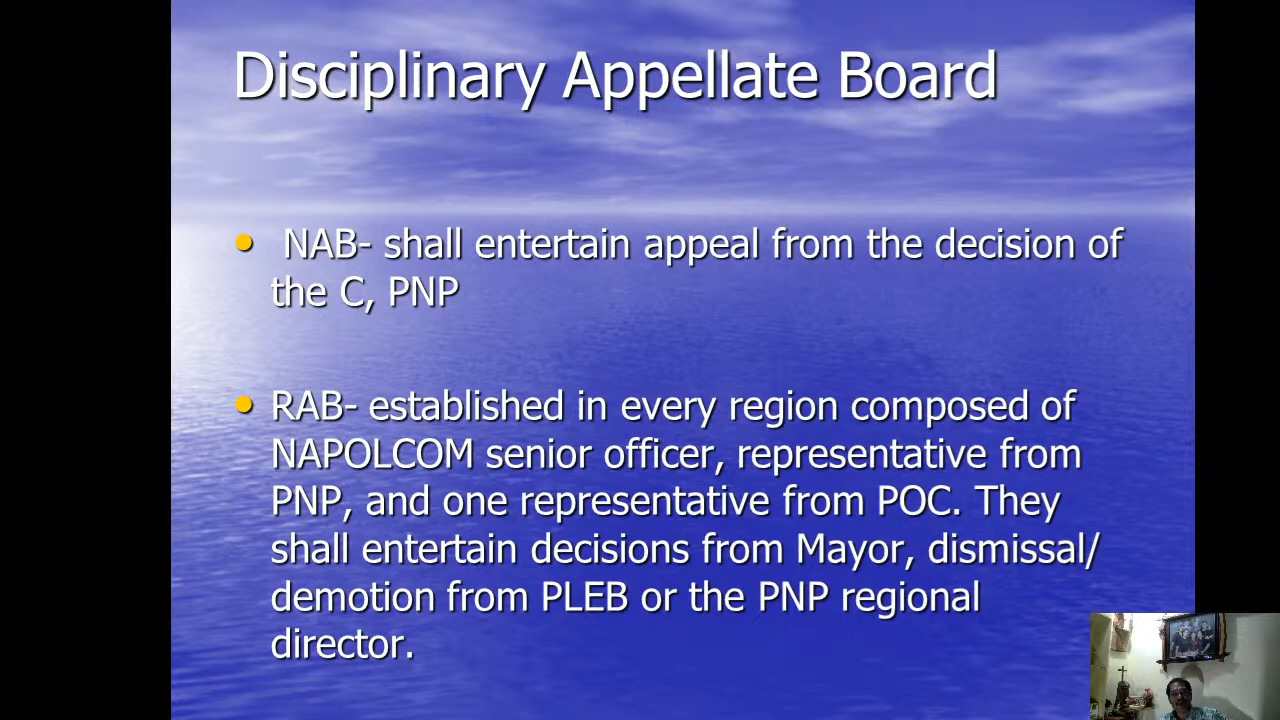 Disciplinary Appellate Board
• NAB- shall entertain appeal from the decision of
the C, PNP
• RAB- established in every region composed of
NAPOLCOM senior officer, representative from
PNP, and one representative from POC. They
shall entertain decisions from Mayor, dismissal/
demotion from PLEB or the PNP regional
director.